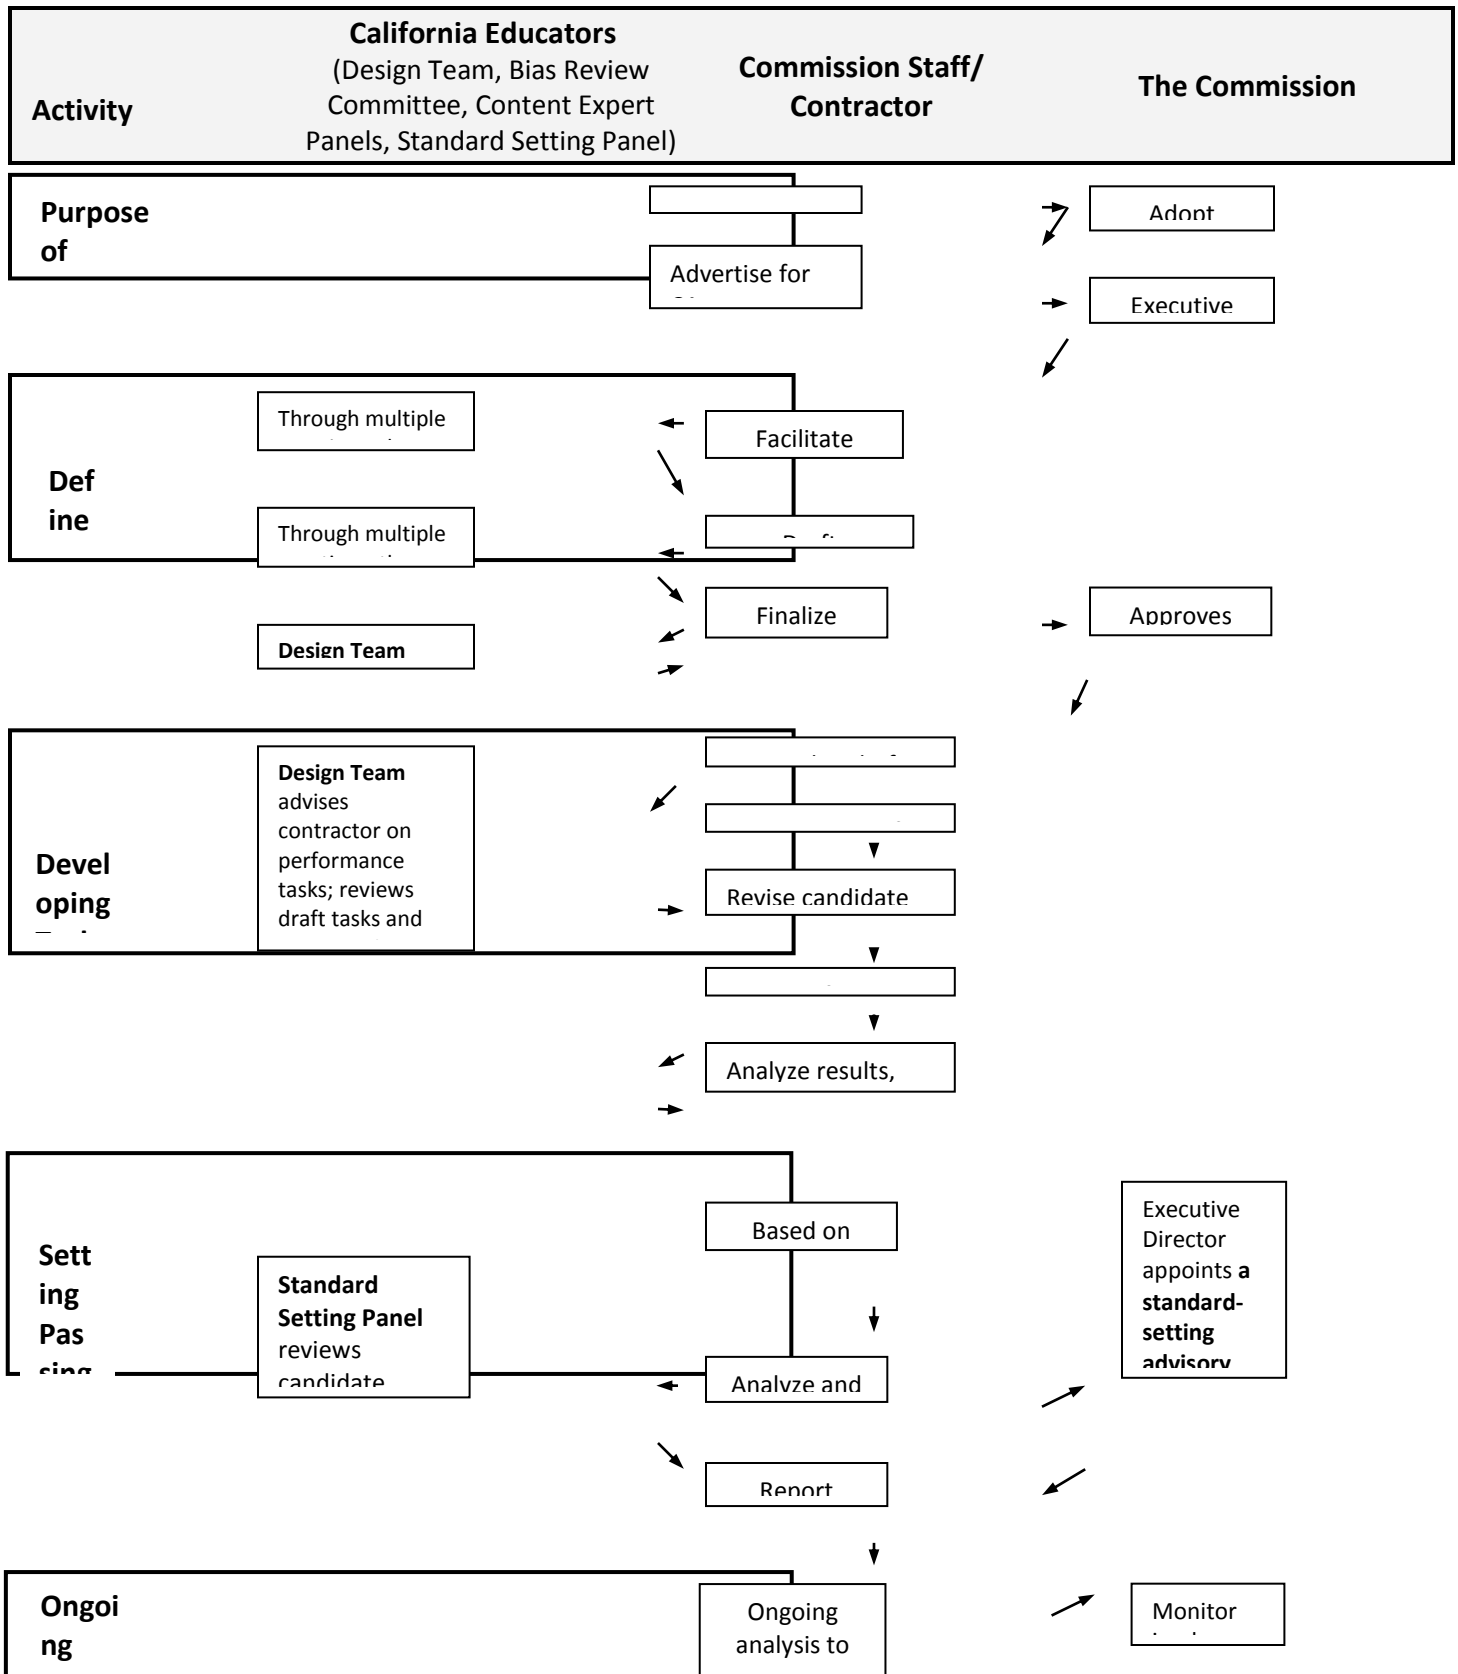 Activity
California Educators
(Design Team, Bias Review
Committee, Content Expert
Panels, Standard Setting Panel)
Commission Staff/
Contractor
The Commission
Purpose
of
Advertise for
Adopt
Executive
Def
ine
Through multiple
Facilitate
Through multiple
Draft
Finalize
Approves
Design Team
Devel
oping
Design Team
advises
contractor on
performance
tasks; reviews
draft tasks and
Revise candidate
Analyze results,
Sett
ing
Pas
sing
Standard
Setting Panel
reviews
candidate
Based on
Executive
Director
appoints a
standard-
setting
advisory
Analyze and
Report
Ongoi
ng
Ongoing
analysis to
Monitor